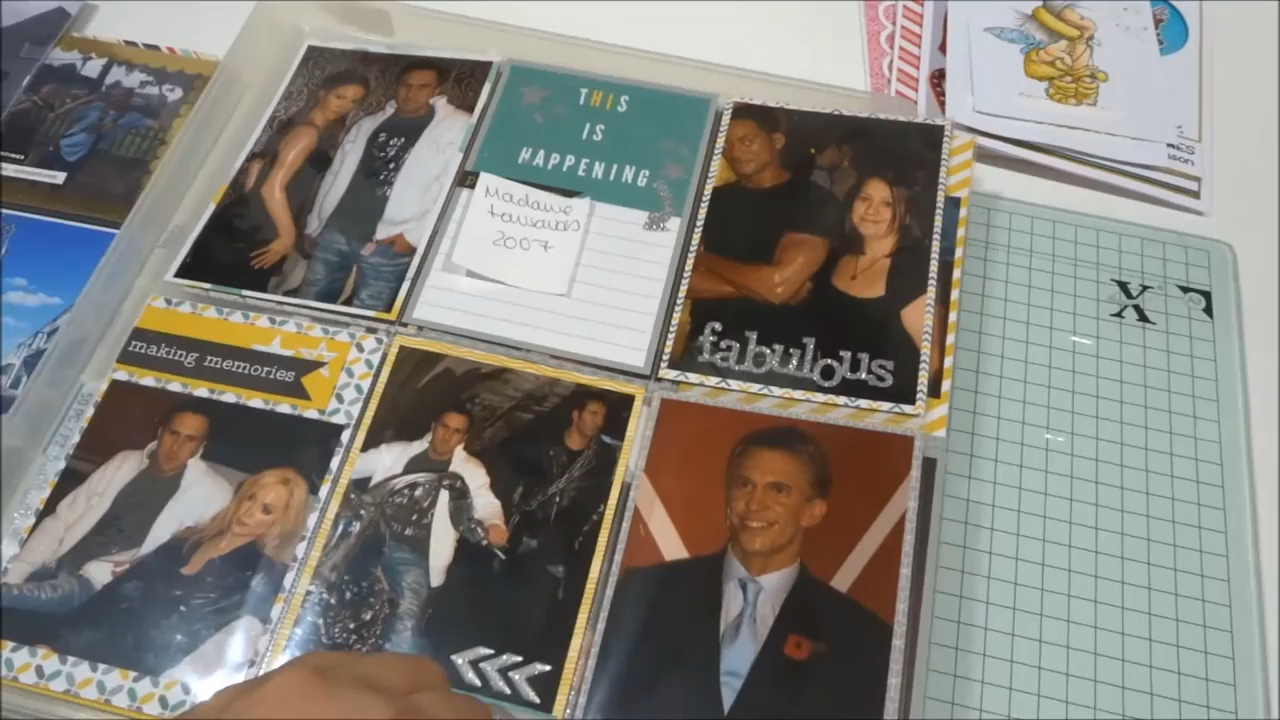 THIS
IS
HAPPENING
Madame
tussauds
2007
fabulous
making memories
X